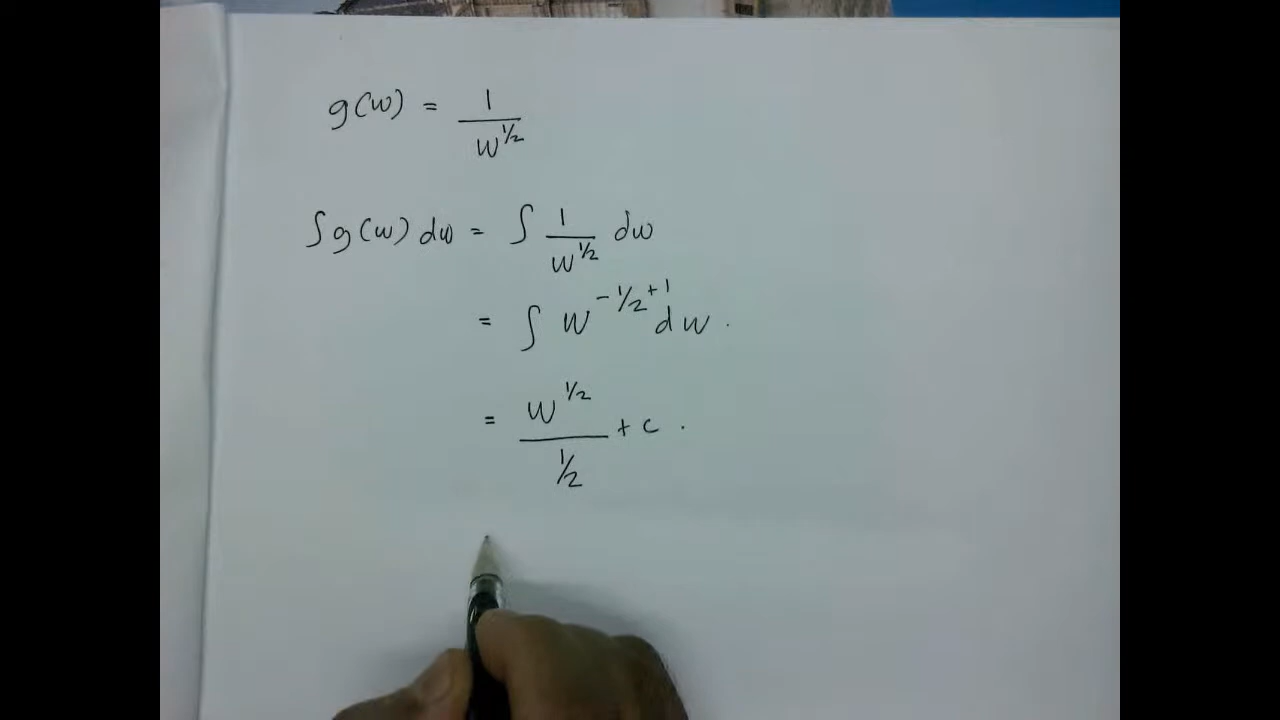 g(w) = 1/w^1/2
∫g(w) dw = ∫ 1/w^1/2 dw
= ∫ w^-1/2+1 dw .
= w^1/2 / 1/2 + c .